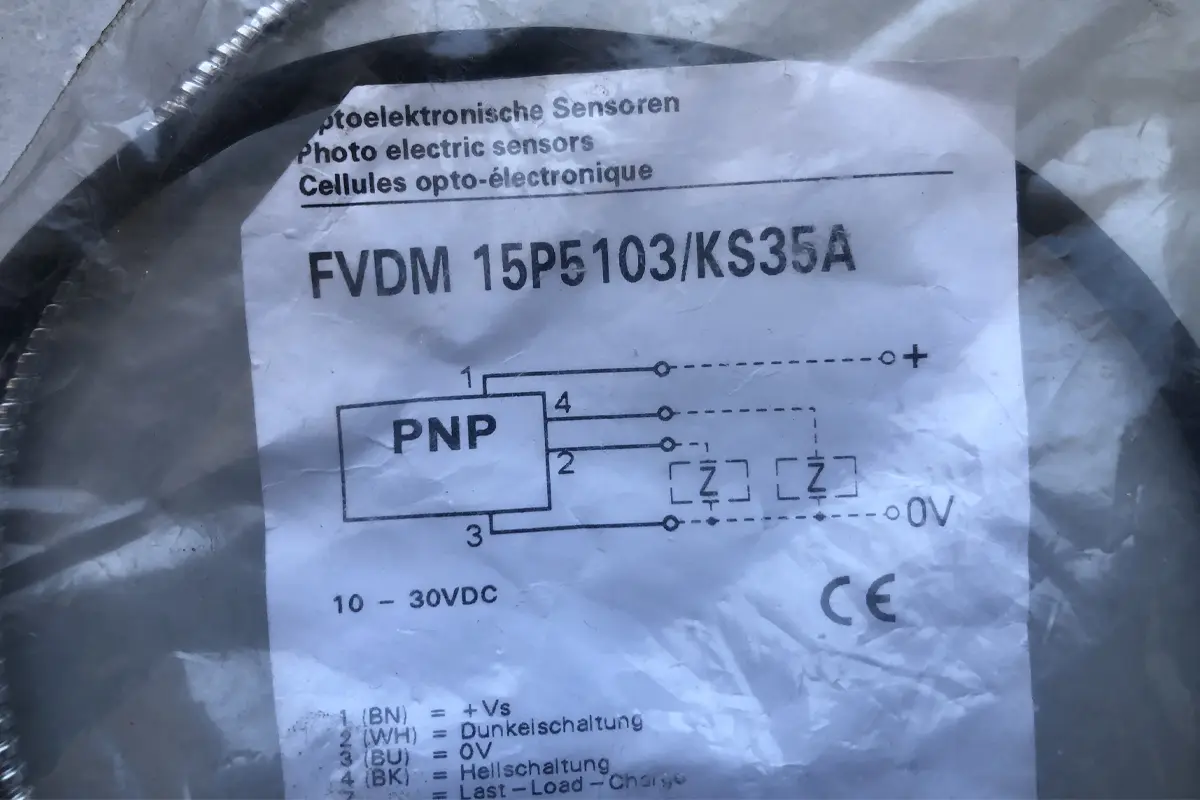 ptoelektronische Sensoren
Photo electric sensors
Cellules opto-électronique
FVDM 15P5103/KS35A
1
+
4
PNP
2
Z Z
3
0V
10 – 30VDC
CE
1 (BN) = +Vs
2 (WH) = Dunkelschaltung
3 (BU) = 0V
4 (BK) = Hellschaltung
= Last-Load-Charge